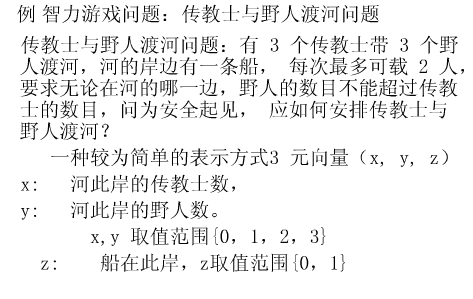 例 智力游戏问题：传教士与野人渡河问题
传教士与野人渡河问题：有 3 个传教士带 3 个野
人渡河，河的岸边有一条船， 每次最多可载 2 人，
要求无论在河的哪一边，野人的数目不能超过传教
士的数目，问为安全起见， 应如何安排传教士与
野人渡河？
一种较为简单的表示方式3 元向量（x, y, z）
x: 河此岸的传教士数，
y: 河此岸的野人数。
x,y 取值范围{0，1，2，3}
z: 船在此岸，z取值范围{0，1}